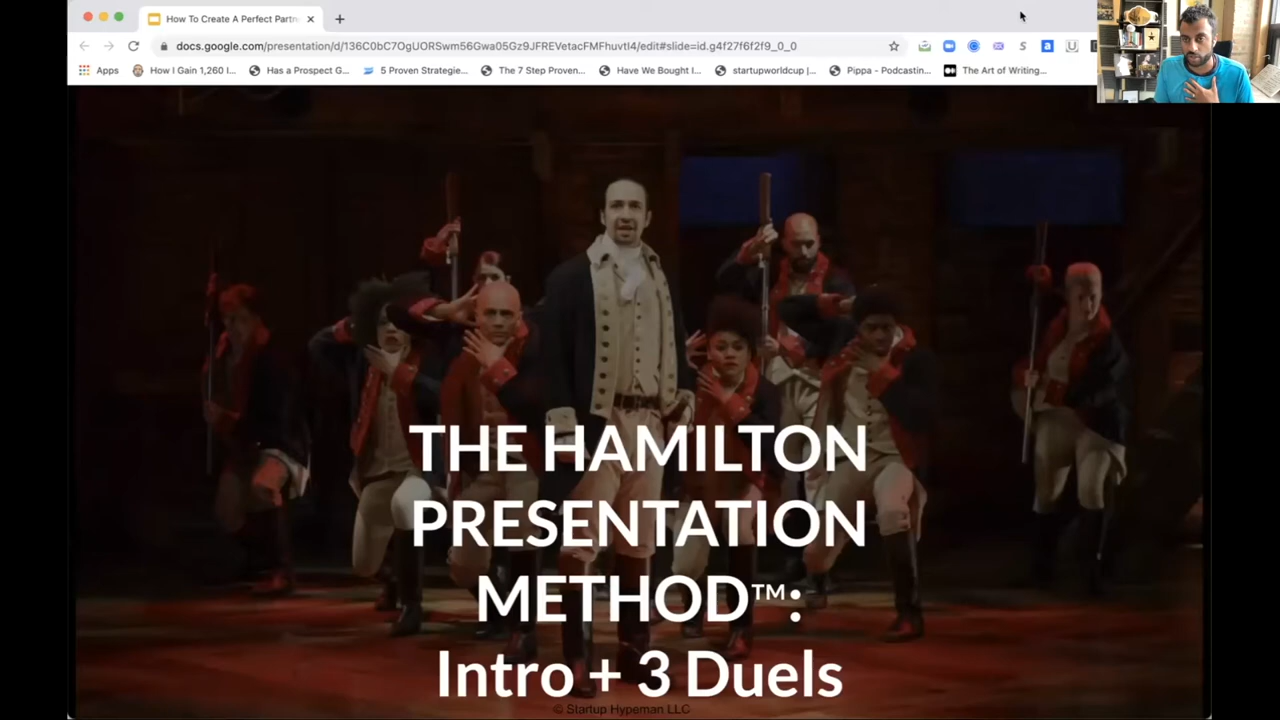 How To Create A Perfect Partn
docs.google.com/presentation/d/136C0bC7OgUORSwm56Gwa05Gz9JFREVetacFMFhuvtI4/edit#slide=id.g4f27f6f2f9_0_0
Apps
How I Gain 1,260 I...
Has a Prospect G...
5 Proven Strategie...
The 7 Step Proven...
Have We Bought I...
startupworldcup |...
Pippa - Podcastin...
The Art of Writing...
THE HAMILTON
PRESENTATION
METHOD™:
Intro + 3 Duels
© Startup Hypeman LLC